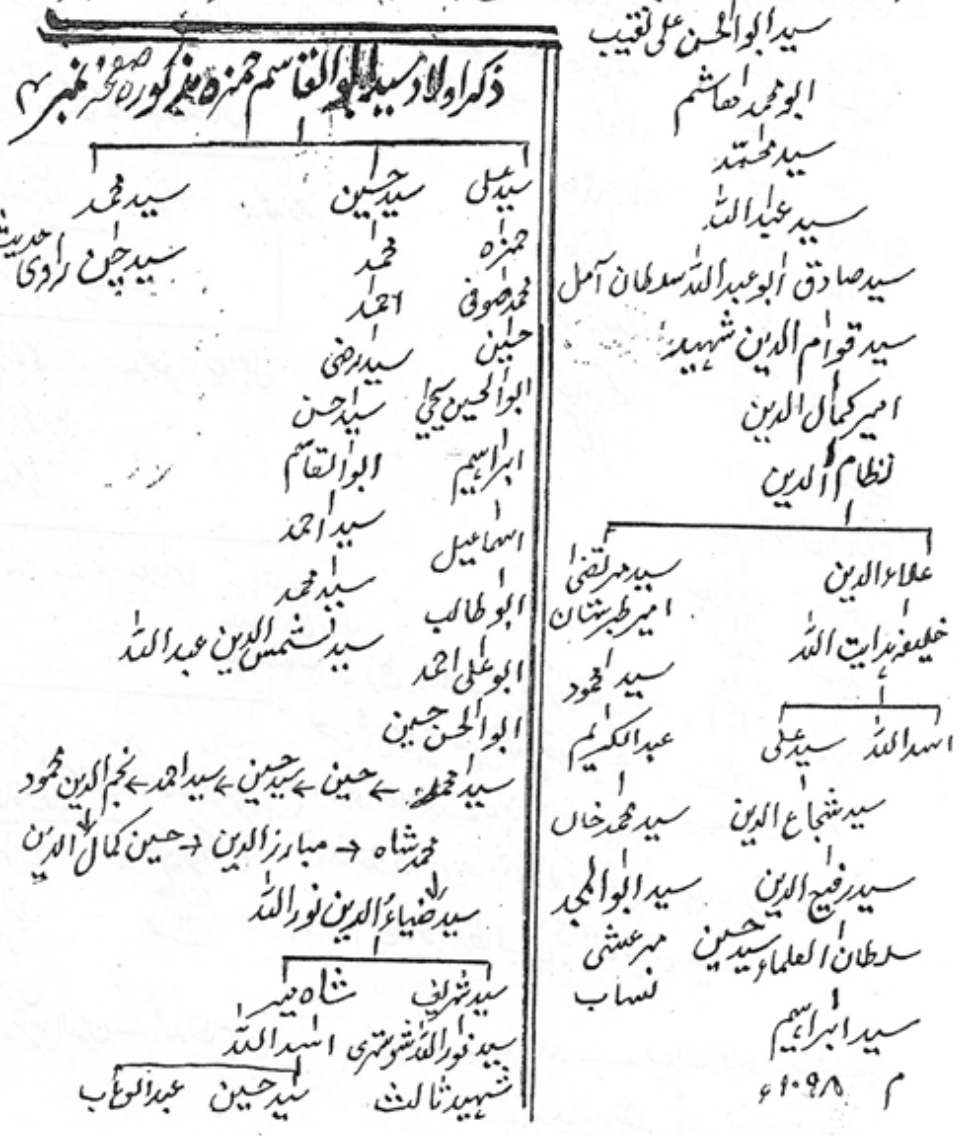 سید ابوالحسن علی نقیب
ابو محمد ہاشم
سید محمد
سید عبداللہ
سید صادق ابو عبداللہ سلطان آمل
سید قوام الدین شہید
امیر کمال الدین
نظام الدین
علاء الدین
سید مرتضیٰ
خلیفہ ہدایت اللہ
امیر طبرستان
اسد اللہ
سید علی
سید محمود
عبدالکریم
سید شجاع الدین
سید محمد خان
سید رفیع الدین
سید ابوالمجد
سلطان العلماء سید حسین
مرعشی
نساب
سید ابراہیم
م ۱۰۹۸ء
ذکر اولاد سید ابوالقاسم حمزہ مذکورہ صفحہ نمبر ۴
سید علی
سید حسین
سید محمد
حمزہ
محمد
سید حسن راوی حدیث
محمد صوفی
احمد
حسین
سید رضی
ابوالحسین یحییٰ
سید حسن
ابراہیم
ابوالقاسم
اسماعیل
سید احمد
ابو طالب
سید محمد
ابو علی احمد
سید شمس الدین عبداللہ
ابوالحسن حسین
سید احمد ← حسین ← سید حسین ← سید احمد ← نجم الدین محمود
محمد شاہ ← مبارز الدین → حسین کمال الدین
سید ضیاء الدین نور اللہ
سید شریف
شاہ میر
سید نور اللہ شوشتری
اسد اللہ
شہید ثالث
سید حسین
عبدالوہاب